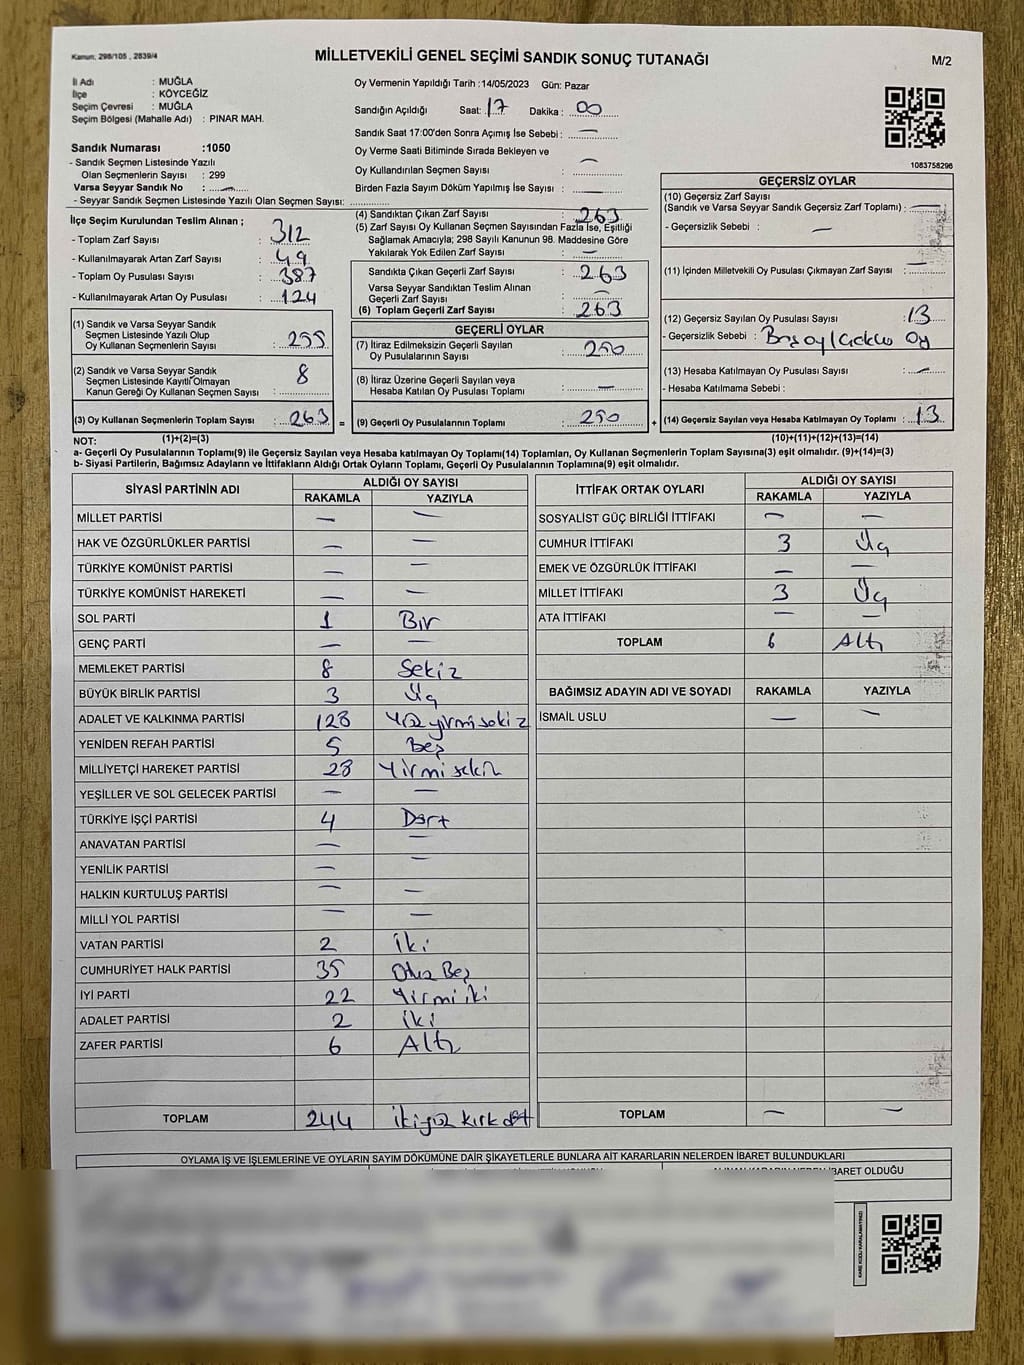 Kanun: 298/105 , 2839/4
MİLLETVEKİLİ GENEL SEÇİMİ SANDIK SONUÇ TUTANAĞI
M/2
İl Adı : MUĞLA
İlçe : KÖYCEĞİZ
Seçim Çevresi : MUĞLA
Seçim Bölgesi (Mahalle Adı) : PINAR MAH.
Sandık Numarası :1050
- Sandık Seçmen Listesinde Yazılı
Olan Seçmenlerin Sayısı : 299
Varsa Seyyar Sandık No : —
- Seyyar Sandık Seçmen Listesinde Yazılı Olan Seçmen Sayısı:
Oy Vermenin Yapıldığı Tarih :14/05/2023 Gün: Pazar
Sandığın Açıldığı Saat: 17 Dakika : 00
Sandık Saat 17:00'den Sonra Açımış İse Sebebi : —
Oy Verme Saati Bitiminde Sırada Bekleyen ve
Oy Kullandırılan Seçmen Sayısı : —
Birden Fazla Sayım Döküm Yapılmış İse Sayısı : —
1083758296
İlçe Seçim Kurulundan Teslim Alınan ;
- Toplam Zarf Sayısı : 312
- Kullanılmayarak Artan Zarf Sayısı : 49
- Toplam Oy Pusulası Sayısı : 387
- Kullanılmayarak Artan Oy Pusulası : 124
(1) Sandık ve Varsa Seyyar Sandık
Seçmen Listesinde Yazılı Olup
Oy Kullanan Seçmenlerin Sayısı : 255
(2) Sandık ve Varsa Seyyar Sandık
Seçmen Listesinde Kayıtlı Olmayan
Kanun Gereği Oy Kullanan Seçmen Sayısı : 8
(3) Oy Kullanan Seçmenlerin Toplam Sayısı : 263 =
(1)+(2)=(3)
(4) Sandıktan Çıkan Zarf Sayısı : 263
(5) Zarf Sayısı Oy Kullanan Seçmen Sayısından Fazla İse, Eşitliği
Sağlamak Amacıyla; 298 Sayılı Kanunun 98. Maddesine Göre
Yakılarak Yok Edilen Zarf Sayısı : —
Sandıkta Çıkan Geçerli Zarf Sayısı : 263
Varsa Seyyar Sandıktan Teslim Alınan
Geçerli Zarf Sayısı : —
(6) Toplam Geçerli Zarf Sayısı : 263
GEÇERLİ OYLAR
(7) İtiraz Edilmeksizin Geçerli Sayılan
Oy Pusulalarının Sayısı : 250
(8) İtiraz Üzerine Geçerli Sayılan veya
Hesaba Katılan Oy Pusulası Toplamı : —
(9) Geçerli Oy Pusulalarının Toplamı : 250 +
GEÇERSİZ OYLAR
(10) Geçersiz Zarf Sayısı
(Sandık ve Varsa Seyyar Sandık Geçersiz Zarf Toplamı) : —
- Geçersizlik Sebebi : —
(11) İçinden Milletvekili Oy Pusulası Çıkmayan Zarf Sayısı : —
(12) Geçersiz Sayılan Oy Pusulası Sayısı : 13
- Geçersizlik Sebebi : Boş oy
(13) Hesaba Katılmayan Oy Pusulası Sayısı : —
- Hesaba Katılmama Sebebi :
(14) Geçersiz Sayılan veya Hesaba Katılmayan Oy Toplamı : 13
(10)+(11)+(12)+(13)=(14)
NOT:
a- Geçerli Oy Pusulalarının Toplamı(9) ile Geçersiz Sayılan veya Hesaba katılmayan Oy Toplamı(14) Toplamları, Oy Kullanan Seçmenlerin Toplam Sayısına(3) eşit olmalıdır. (9)+(14)=(3)
b- Siyasi Partilerin, Bağımsız Adayların ve İttifakların Aldığı Ortak Oyların Toplamı, Geçerli Oy Pusulalarının Toplamına(9) eşit olmalıdır.
SİYASİ PARTİNİN ADI ALDIĞI OY SAYISI
RAKAMLA YAZIYLA
MİLLET PARTİSİ — —
HAK VE ÖZGÜRLÜKLER PARTİSİ — —
TÜRKİYE KOMÜNİST PARTİSİ — —
TÜRKİYE KOMÜNİST HAREKETİ — —
SOL PARTİ 1 Bir
GENÇ PARTİ — —
MEMLEKET PARTİSİ 8 Sekiz
BÜYÜK BİRLİK PARTİSİ 3 Üç
ADALET VE KALKINMA PARTİSİ 128 Yüzyirmisekiz
YENİDEN REFAH PARTİSİ 5 Beş
MİLLİYETÇİ HAREKET PARTİSİ 28 Yirmisekiz
YEŞİLLER VE SOL GELECEK PARTİSİ — —
TÜRKİYE İŞÇİ PARTİSİ 4 Dört
ANAVATAN PARTİSİ — —
YENİLİK PARTİSİ — —
HALKIN KURTULUŞ PARTİSİ — —
MİLLİ YOL PARTİSİ — —
VATAN PARTİSİ 2 İki
CUMHURİYET HALK PARTİSİ 35 Otuz Beş
İYİ PARTİ 22 Yirmi iki
ADALET PARTİSİ 2 iki
ZAFER PARTİSİ 6 Altı
TOPLAM 244 ikiyüz kırk dört
İTTİFAK ORTAK OYLARI ALDIĞI OY SAYISI
RAKAMLA YAZIYLA
SOSYALİST GÜÇ BİRLİĞİ İTTİFAKI — —
CUMHUR İTTİFAKI 3 Üç
EMEK VE ÖZGÜRLÜK İTTİFAKI — —
MİLLET İTTİFAKI 3 Üç
ATA İTTİFAKI — —
TOPLAM 6 Altı
BAĞIMSIZ ADAYIN ADI VE SOYADI RAKAMLA YAZIYLA
İSMAİL USLU — —
TOPLAM — —
OYLAMA İŞ VE İŞLEMLERİNE VE OYLARIN SAYIM DÖKÜMÜNE DAİR ŞİKAYETLERLE BUNLARA AİT KARARLARIN NELERDEN İBARET BULUNDUKLARI
İBARET OLDUĞU
KARE KODU KARALAMAYINIZ!